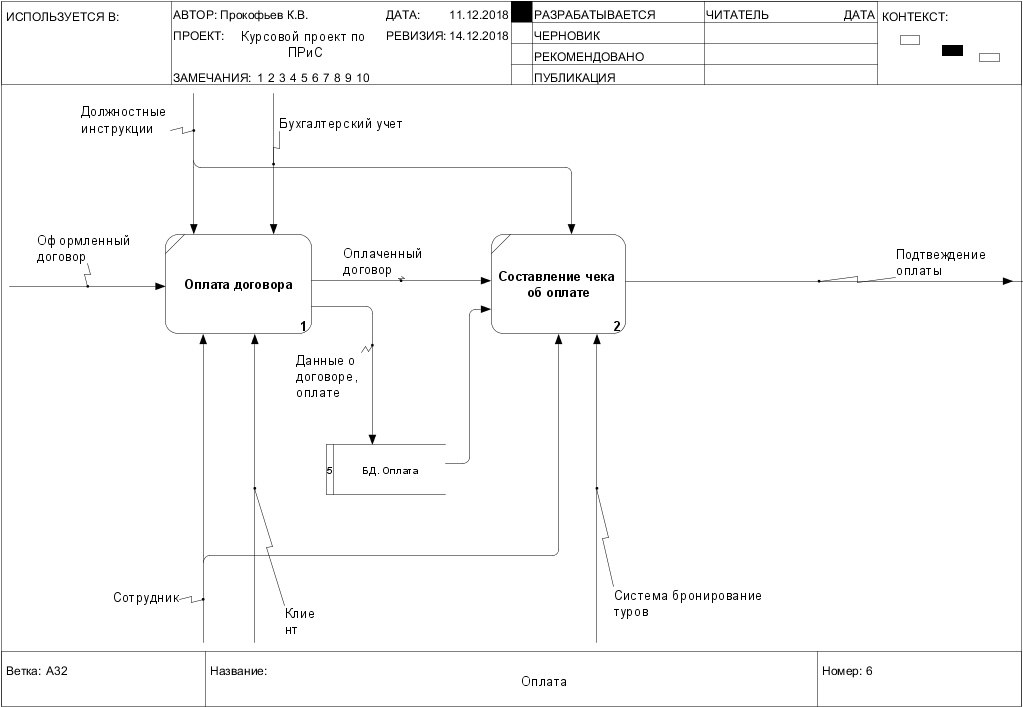 ИСПОЛЬЗУЕТСЯ В:
АВТОР: Прокофьев К.В.
ДАТА: 11.12.2018
ПРОЕКТ: Курсовой проект по
ПРиС
РЕВИЗИЯ: 14.12.2018
ЗАМЕЧАНИЯ: 1 2 3 4 5 6 7 8 9 10
РАЗРАБАТЫВАЕТСЯ
ЧЕРНОВИК
РЕКОМЕНДОВАНО
ПУБЛИКАЦИЯ
ЧИТАТЕЛЬ ДАТА
КОНТЕКСТ:
Должностные
инструкции
Бухгалтерский учет
Оф ормленный
договор
Оплата договора
1
Оплаченный
договор
Составление чека
об оплате
2
Подтвеждение
оплаты
Данные о
договоре,
оплате
5
БД. Оплата
Сотрудник
Клие
нт
Система бронирование
туров
Ветка: A32
Название:
Оплата
Номер: 6